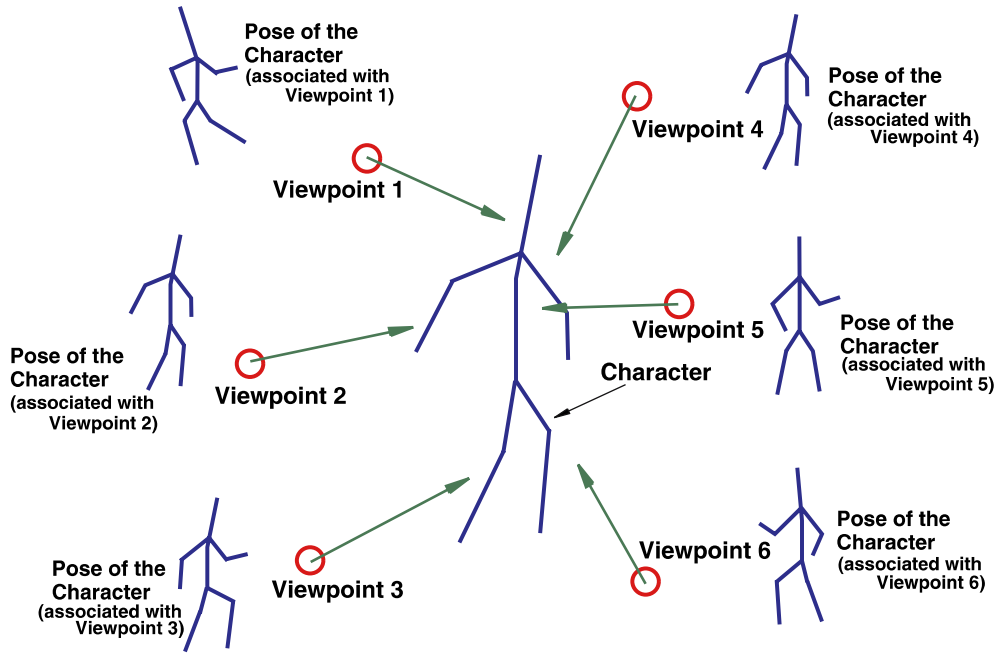 Pose of the
Character
(associated with
Viewpoint 1)
Viewpoint 1
Viewpoint 4
Pose of the
Character
(associated with
Viewpoint 4)
Pose of the
Character
(associated with
Viewpoint 2)
Viewpoint 2
Viewpoint 5
Character
Pose of the
Character
(associated with
Viewpoint 5)
Pose of the
Character
(associated with
Viewpoint 3)
Viewpoint 3
Viewpoint 6
Pose of the
Character
(associated with
Viewpoint 6)